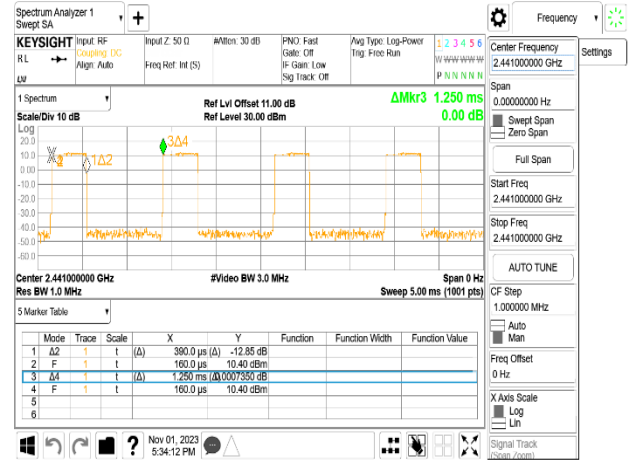 Spectrum Analyzer 1
Swept SA
+
Frequency
KEYSIGHT Input: RF Input Z: 50 Ω #Atten: 30 dB PNO: Fast Avg Type: Log-Power 1 2 3 4 5 6
RL Coupling: DC Gate: Off Trig: Free Run
Align: Auto Freq Ref: Int (S) IF Gain: Low W W W W W W
Sig Track: Off P N N N N N
Settings
1 Spectrum
Ref Lvl Offset 11.00 dB ΔMkr3 1.250 ms
Scale/Div 10 dB Ref Level 30.00 dBm 0.00 dB
Log
20.0
10.0
0.00
-10.0
-20.0
-30.0
-40.0
-50.0
-60.0
1Δ2
3Δ4
Center 2.441000000 GHz #Video BW 3.0 MHz Span 0 Hz
Res BW 1.0 MHz Sweep 5.00 ms (1001 pts)
5 Marker Table
Mode Trace Scale X Y Function Function Width Function Value
1 Δ2 1 t (Δ) 390.0 µs (Δ) -12.85 dB
2 F 1 t 160.0 µs 10.40 dBm
3 Δ4 1 t (Δ) 1.250 ms (Δ) 0.0007350 dB
4 F 1 t 160.0 µs 10.40 dBm
5
6
Nov 01, 2023
5:34:12 PM
?
Center Frequency
2.441000000 GHz
Span
0.00000000 Hz
Swept Span
Zero Span
Full Span
Start Freq
2.441000000 GHz
Stop Freq
2.441000000 GHz
AUTO TUNE
CF Step
1.000000 MHz
Auto
Man
Freq Offset
0 Hz
X Axis Scale
Log
Lin
Signal Track
(Span Zoom)